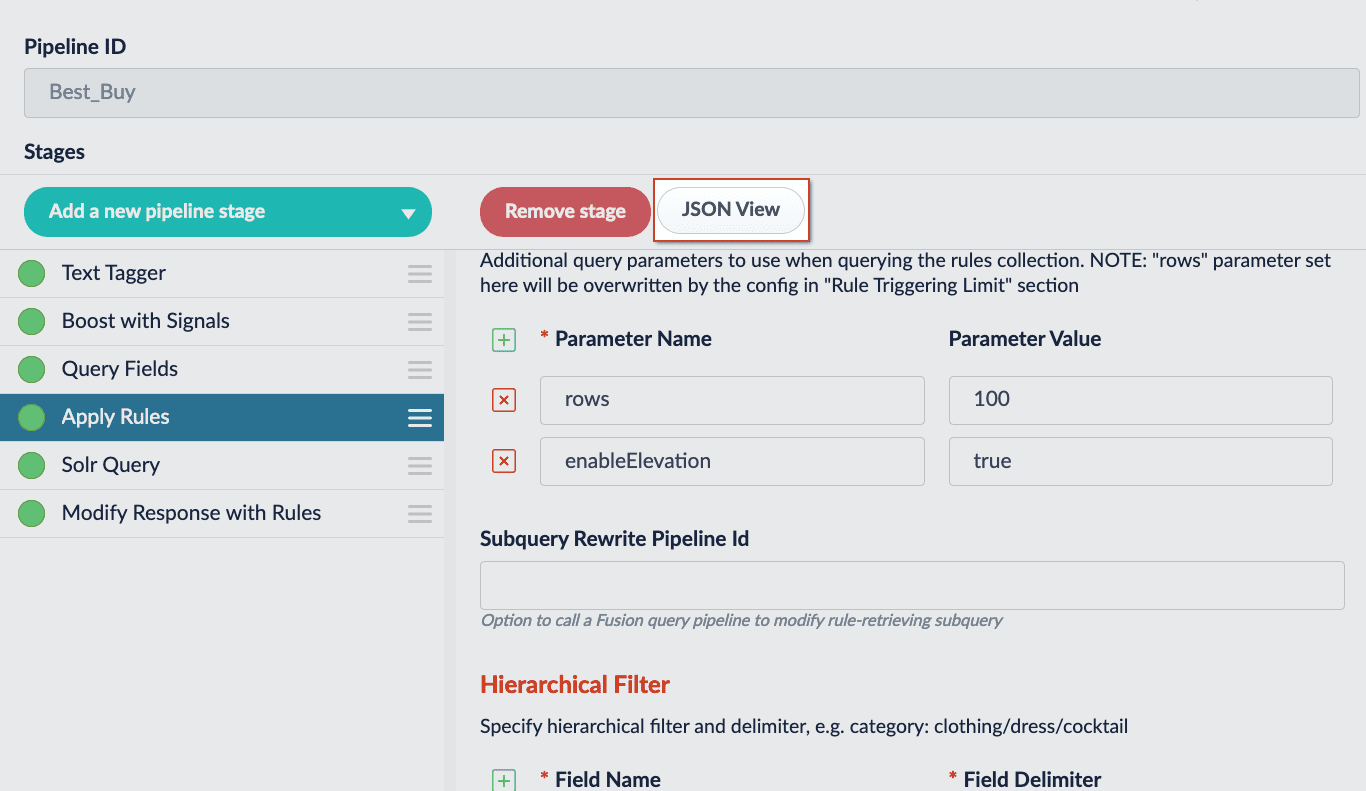 Pipeline ID
Best_Buy
Stages
Add a new pipeline stage
Remove stage
JSON View
Text Tagger
Boost with Signals
Query Fields
Apply Rules
Solr Query
Modify Response with Rules
Additional query parameters to use when querying the rules collection. NOTE: "rows" parameter set
here will be overwritten by the config in "Rule Triggering Limit" section
* Parameter Name
Parameter Value
rows
100
enableElevation
true
Subquery Rewrite Pipeline Id
Option to call a Fusion query pipeline to modify rule-retrieving subquery
Hierarchical Filter
Specify hierarchical filter and delimiter, e.g. category: clothing/dress/cocktail
* Field Name
* Field Delimiter